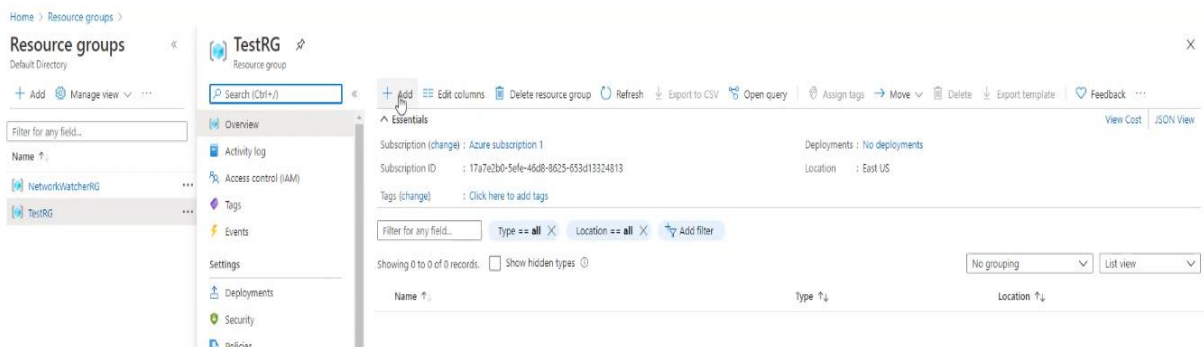 Home > Resource groups >
Resource groups «
Default Directory
+ Add Manage view ...
Filter for any field...
Name ↑
NetworkWatcherRG ...
TestRG ...
TestRG
Resource group
Search (Ctrl+/) «
Overview
Activity log
Access control (IAM)
Tags
Events
Settings
Deployments
Security
Policies
+ Add Edit columns Delete resource group Refresh Export to CSV Open query Assign tags Move Delete Export template Feedback ...
Essentials View Cost JSON View
Subscription (change) : Azure subscription 1 Deployments : No deployments
Subscription ID : 17a7e2b0-5efe-46d8-8625-653d13324813 Location : East US
Tags (change) : Click here to add tags
Filter for any field... Type == all X Location == all X Add filter
Showing 0 to 0 of 0 records. Show hidden types No grouping List view
Name ↑ Type ↑↓ Location ↑↓